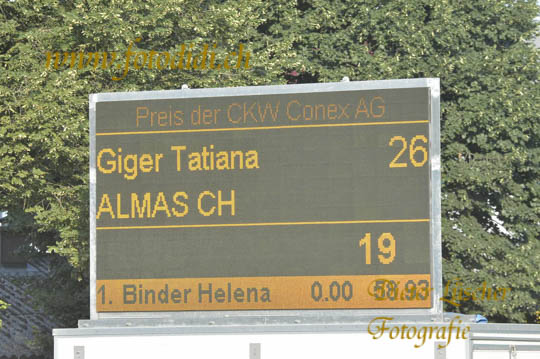 www.fotodidi.ch
Preis der CKW Conex AG
Giger Tatiana 26
ALMAS CH
19
1. Binder Helena 0.00 58.93
Fotografie